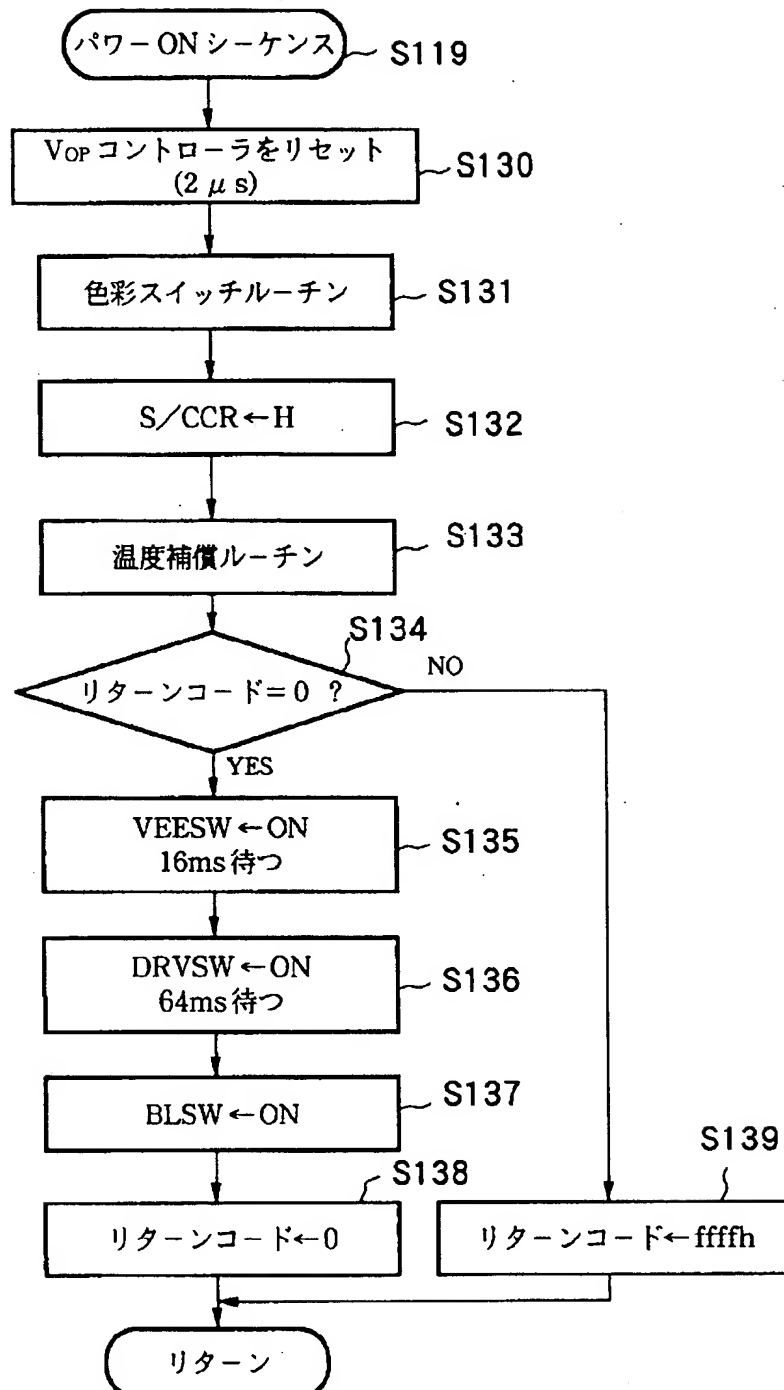 パワーONシーケンス
S119
VOPコントローラをリセット
(2μs)
S130
色彩スイッチルーチン
S131
S/CCR←H
S132
温度補償ルーチン
S133
S134
リターンコード=0 ?
NO
YES
VEESW←ON
16ms待つ
S135
DRVSW←ON
64ms待つ
S136
BLSW←ON
S137
S138
リターンコード←0
S139
リターンコード←ffffh
リターン